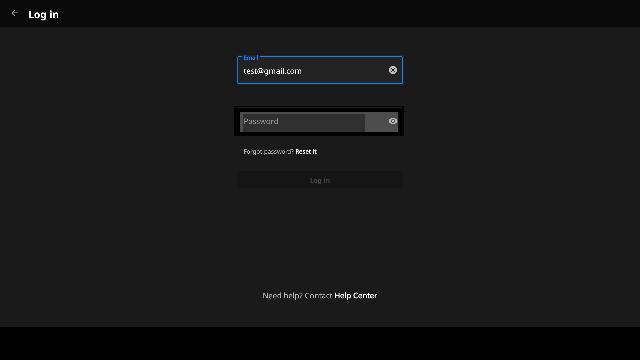 Log in
Email
test@gmail.com
Password
Forgot password? Reset it
Log in
Need help? Contact Help Center